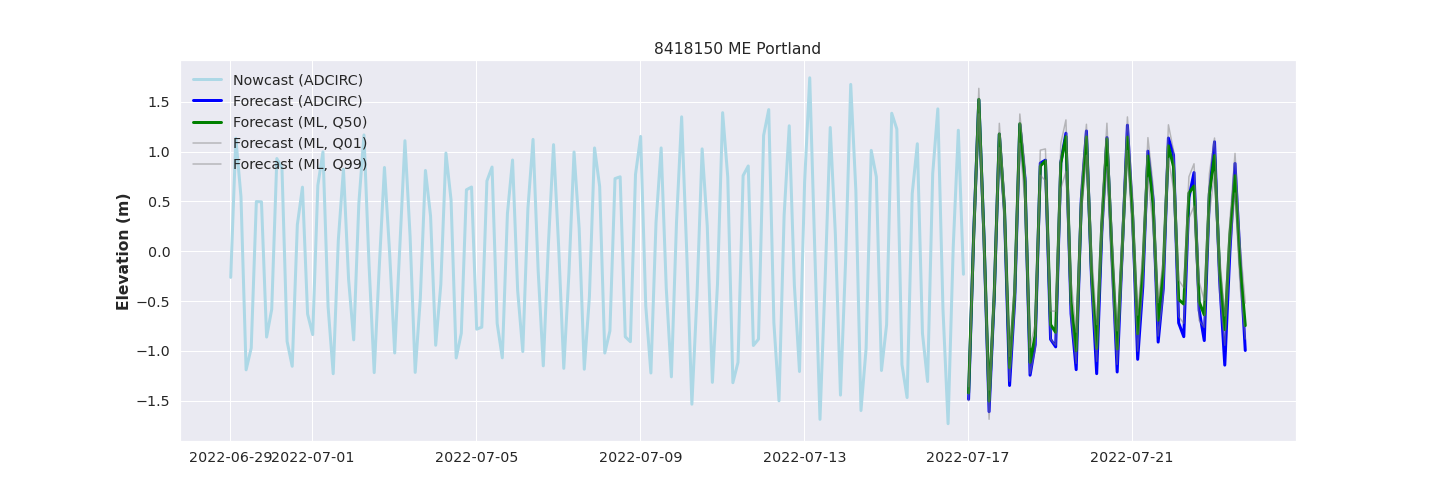 8418150 ME Portland
Nowcast (ADCIRC)
Forecast (ADCIRC)
Forecast (ML, Q50)
Forecast (ML, Q01)
Forecast (ML, Q99)
Elevation (m)
1.5
1.0
0.5
0.0
−0.5
−1.0
−1.5
2022-06-29 2022-07-01 2022-07-05 2022-07-09 2022-07-13 2022-07-17 2022-07-21